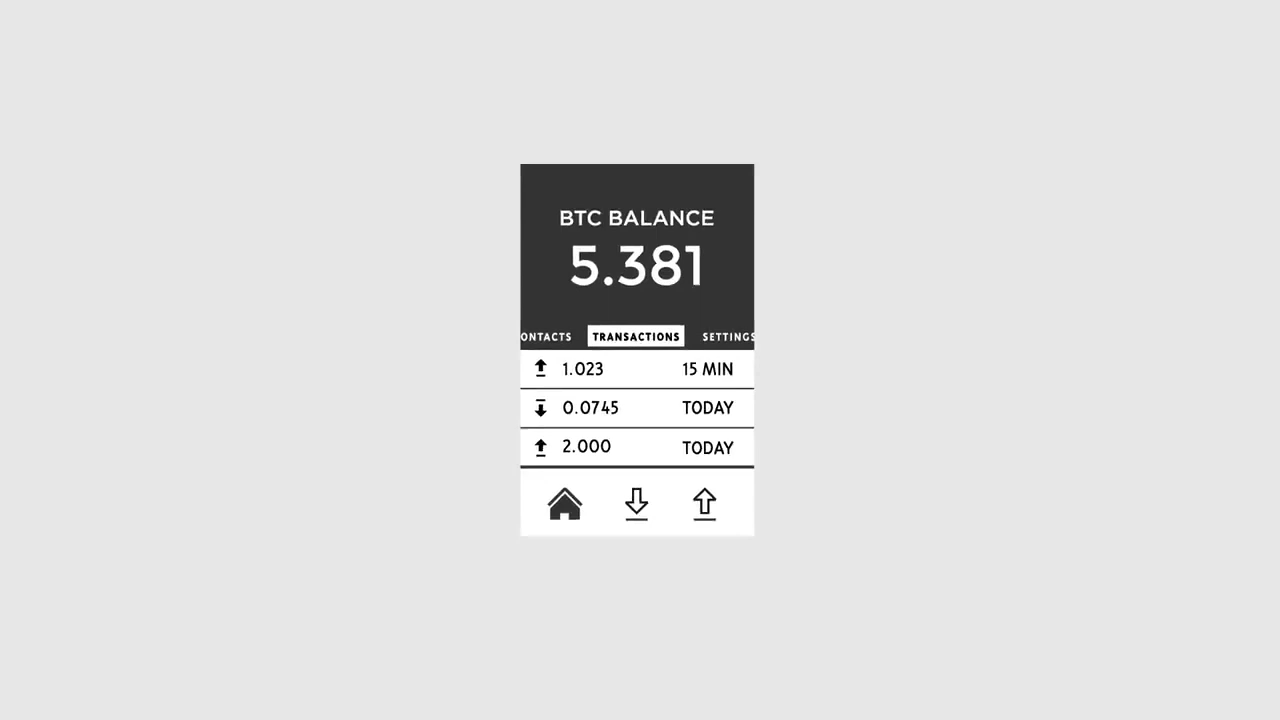 BTC BALANCE
5.381
ONTACTS TRANSACTIONS SETTINGS
1.023 15 MIN
0.0745 TODAY
2.000 TODAY